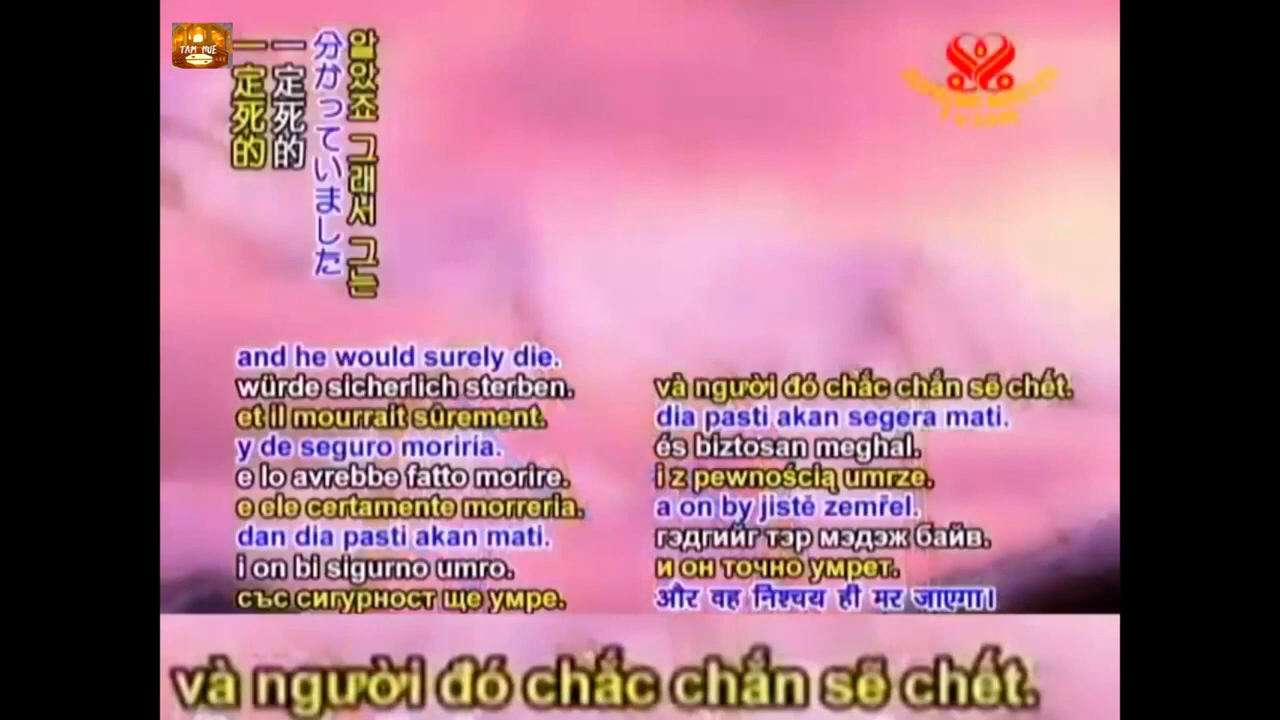 TAM HUE
알았죠 그래서 그는
分かっていました
一定死的
一定死的
and he would surely die.
würde sicherlich sterben.
et il mourrait sûrement.
y de seguro moriría.
e lo avrebbe fatto morire.
e ele certamente morreria.
dan dia pasti akan mati.
i on bi sigurno umro.
със сигурност ще умре.
và người đó chắc chắn sẽ chết.
dia pasti akan segera mati.
és biztosan meghal.
i z pewnością umrze.
a on by jistě zemřel.
гэдгийг тэр мэдэж байв.
и он точно умрет.
और वह निश्चय ही मर जाएगा।
và người đó chắc chắn sẽ chết.